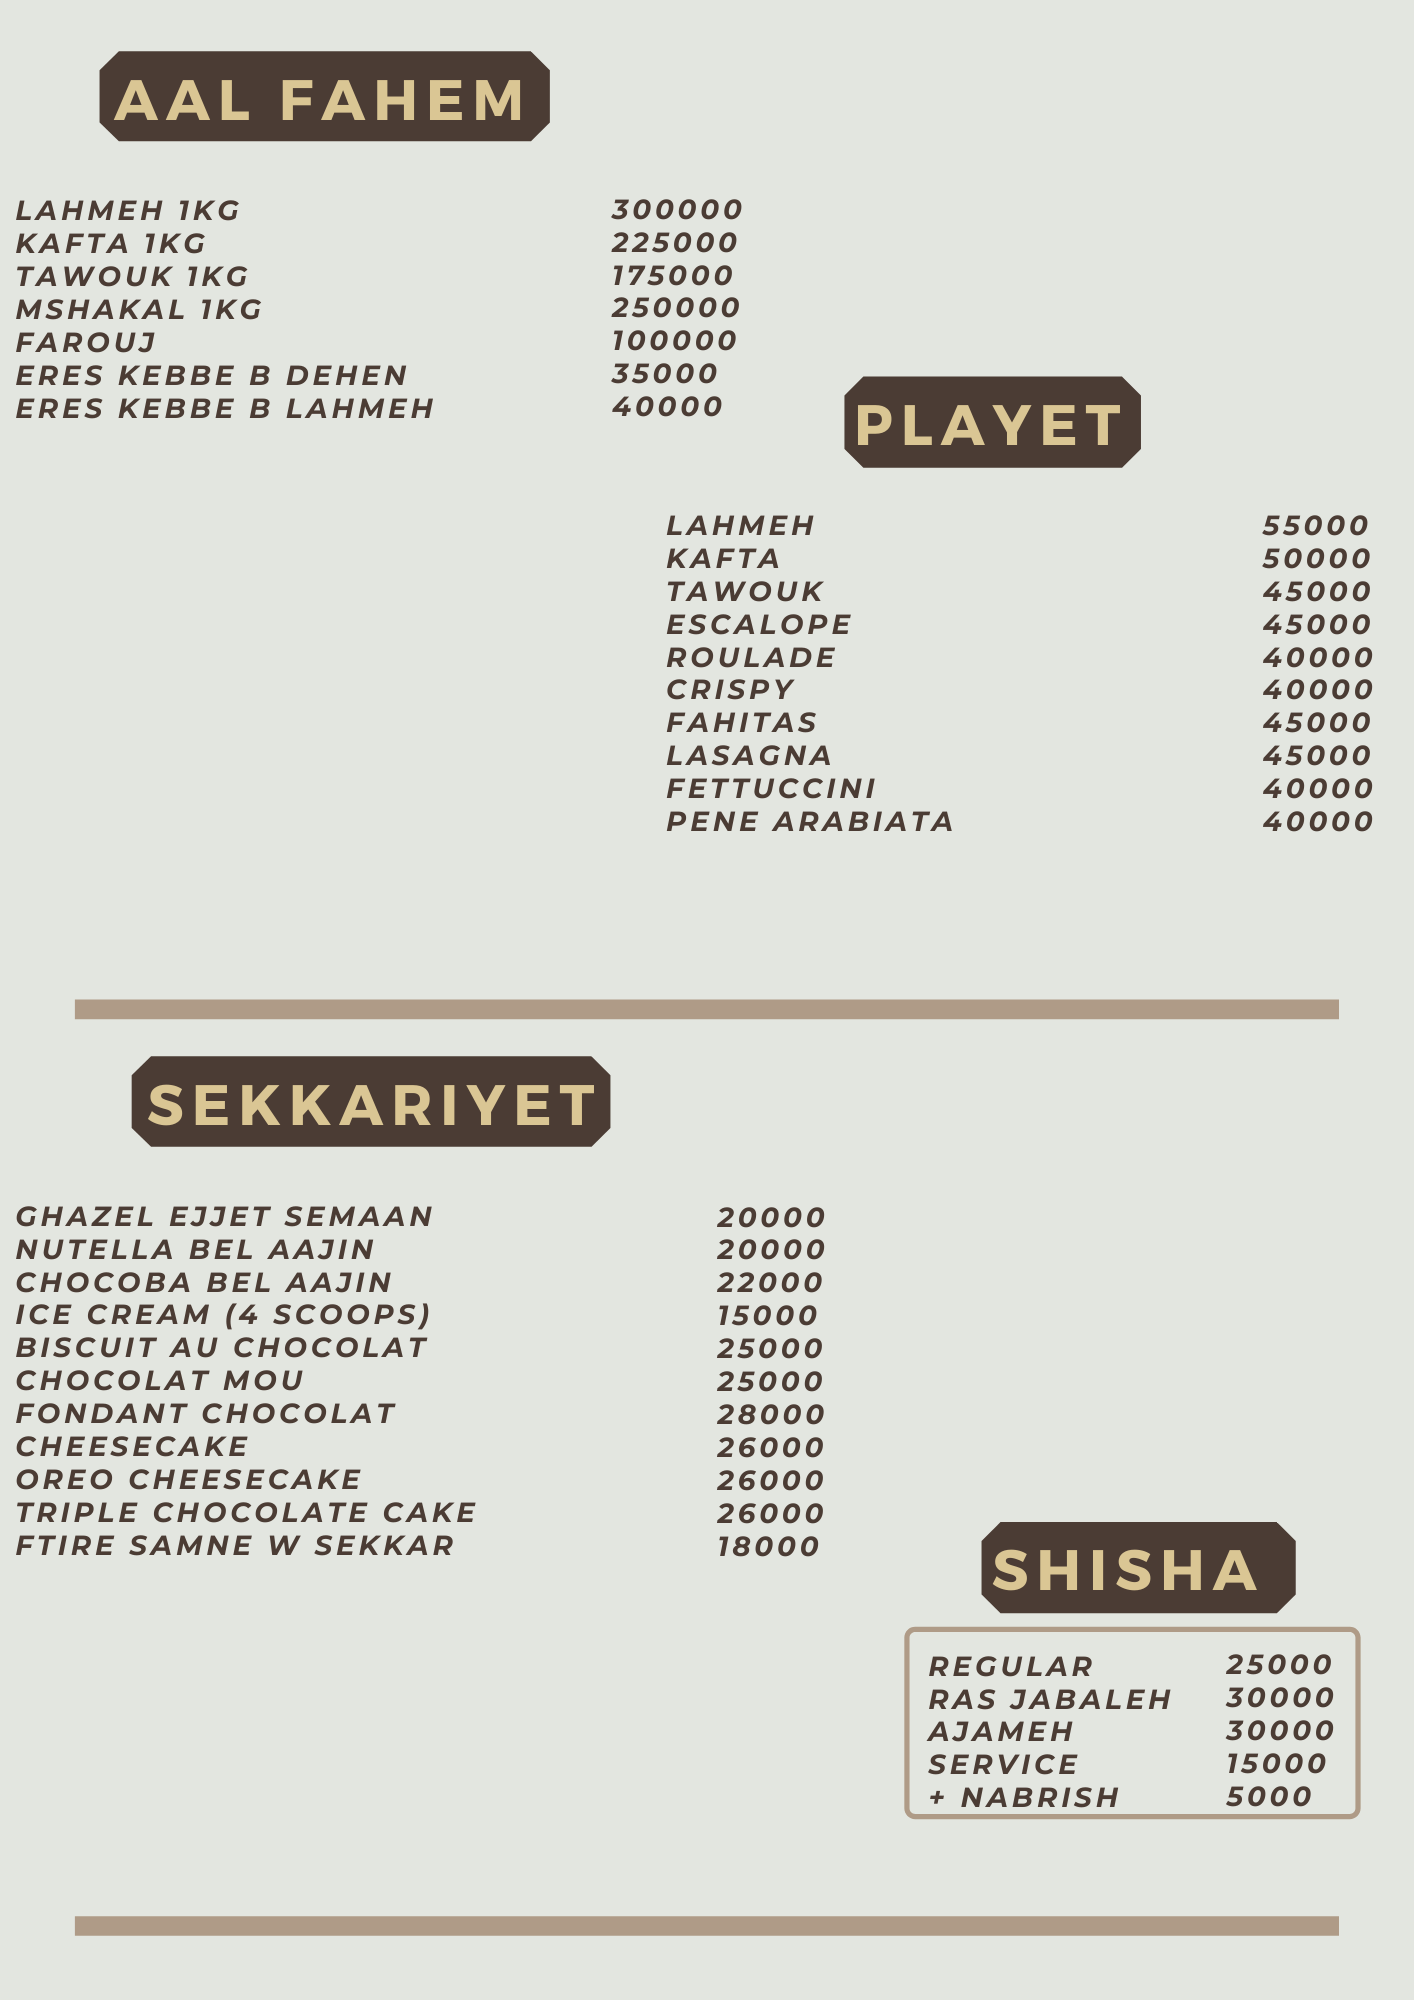 AAL FAHEM
LAHMEH 1KG 300000
KAFTA 1KG 225000
TAWOUK 1KG 175000
MSHAKAL 1KG 250000
FAROUJ 100000
ERES KEBBE B DEHEN 35000
ERES KEBBE B LAHMEH 40000
PLAYET
LAHMEH 55000
KAFTA 50000
TAWOUK 45000
ESCALOPE 45000
ROULADE 40000
CRISPY 40000
FAHITAS 45000
LASAGNA 45000
FETTUCCINI 40000
PENE ARABIATA 40000
SEKKARIYET
GHAZEL EJJET SEMAAN 20000
NUTELLA BEL AAJIN 20000
CHOCOBA BEL AAJIN 22000
ICE CREAM (4 SCOOPS) 15000
BISCUIT AU CHOCOLAT 25000
CHOCOLAT MOU 25000
FONDANT CHOCOLAT 28000
CHEESECAKE 26000
OREO CHEESECAKE 26000
TRIPLE CHOCOLATE CAKE 26000
FTIRE SAMNE W SEKKAR 18000
SHISHA
REGULAR 25000
RAS JABALEH 30000
AJAMEH 30000
SERVICE 15000
+ NABRISH 5000